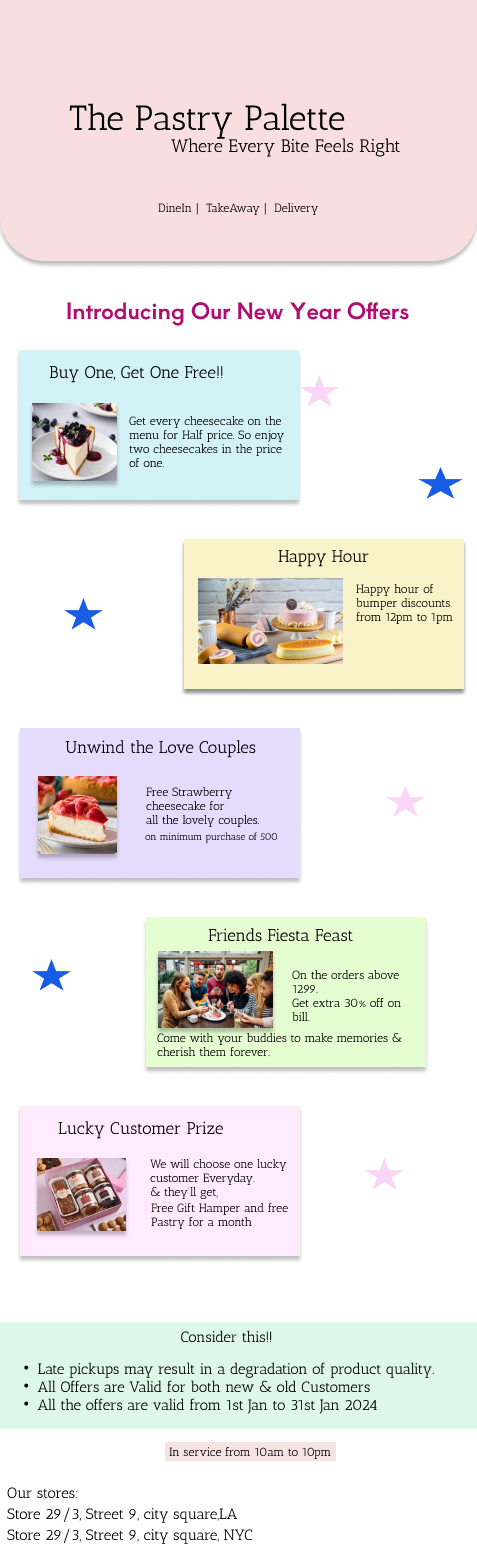 The Pastry Palette
Where Every Bite Feels Right
DineIn | TakeAway | Delivery
Introducing Our New Year Offers
Buy One, Get One Free!!
Get every cheesecake on the
menu for Half price. So enjoy
two cheesecakes in the price
of one.
Happy Hour
Happy hour of
bumper discounts.
from 12pm to 1pm
Unwind the Love Couples
Free Strawberry
cheesecake for
all the lovely couples.
on minimum purchase of 500
Friends Fiesta Feast
On the orders above
1299.
Get extra 30% off on
bill.
Come with your buddies to make memories &
cherish them forever.
Lucky Customer Prize
We will choose one lucky
customer Everyday.
& they'll get,
Free Gift Hamper and free
Pastry for a month
Consider this!!
• Late pickups may result in a degradation of product quality.
• All Offers are Valid for both new & old Customers
• All the offers are valid from 1st Jan to 31st Jan 2024
In service from 10am to 10pm
Our stores:
Store 29/3, Street 9, city square,LA
Store 29/3, Street 9, city square, NYC